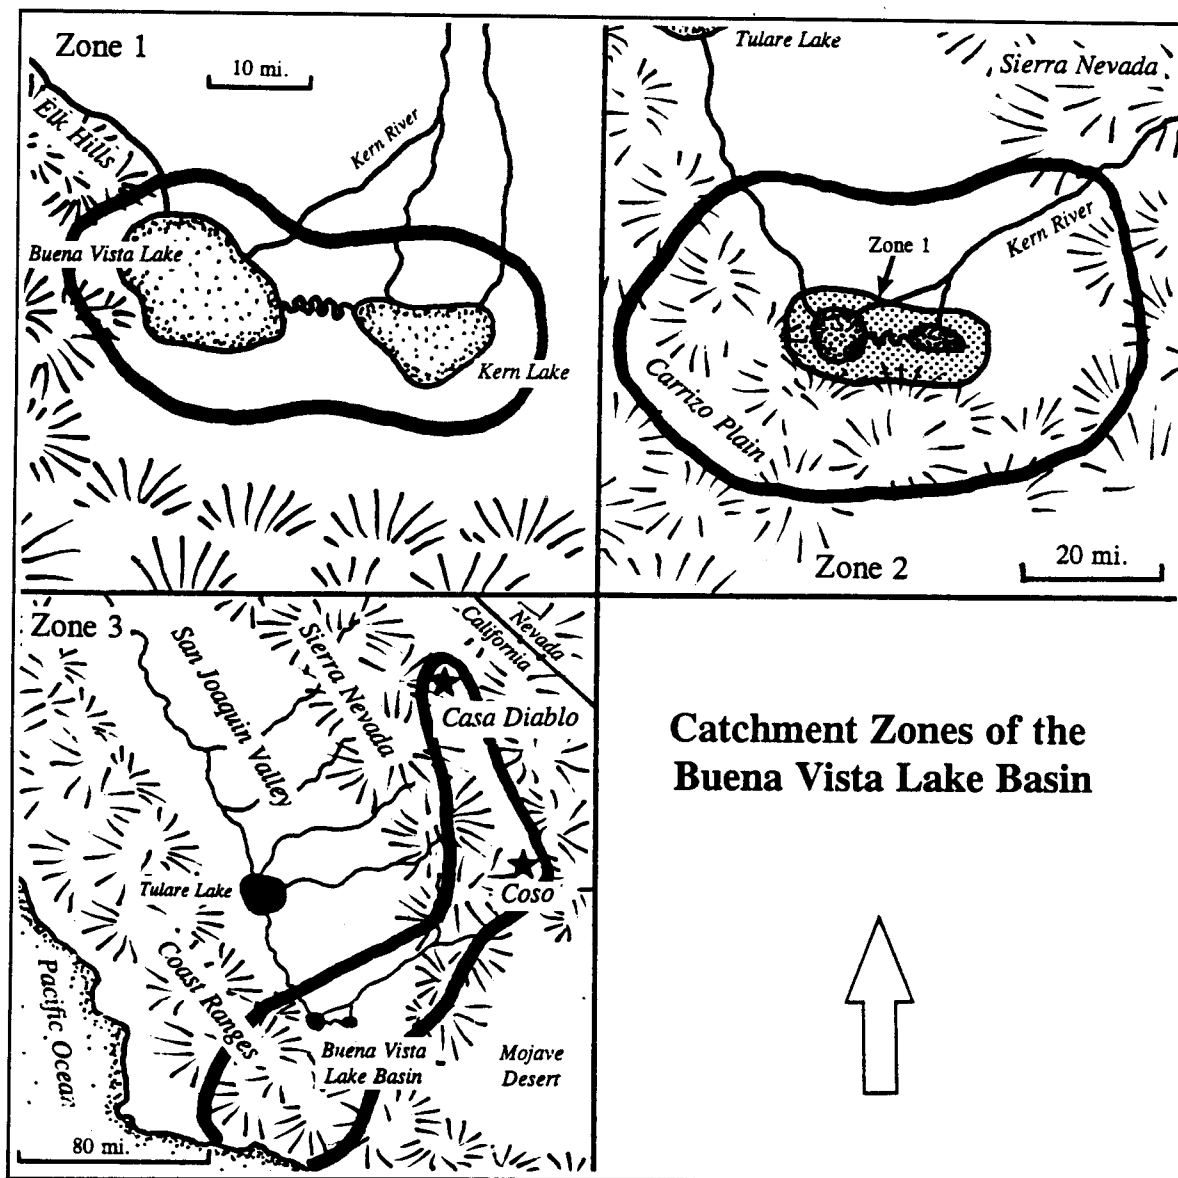 Zone 1
10 mi.
Elk Hills
Kern River
Buena Vista Lake
Kern Lake
Tulare Lake
Sierra Nevada
Zone 1
Kern River
Carrizo Plain
Zone 2
20 mi.
Zone 3
San Joaquin Valley
Sierra Nevada
Nevada
California
Casa Diablo
Coso
Tulare Lake
Coast Ranges
Pacific Ocean
Buena Vista
Lake Basin
Mojave
Desert
80 mi.
Catchment Zones of the
Buena Vista Lake Basin